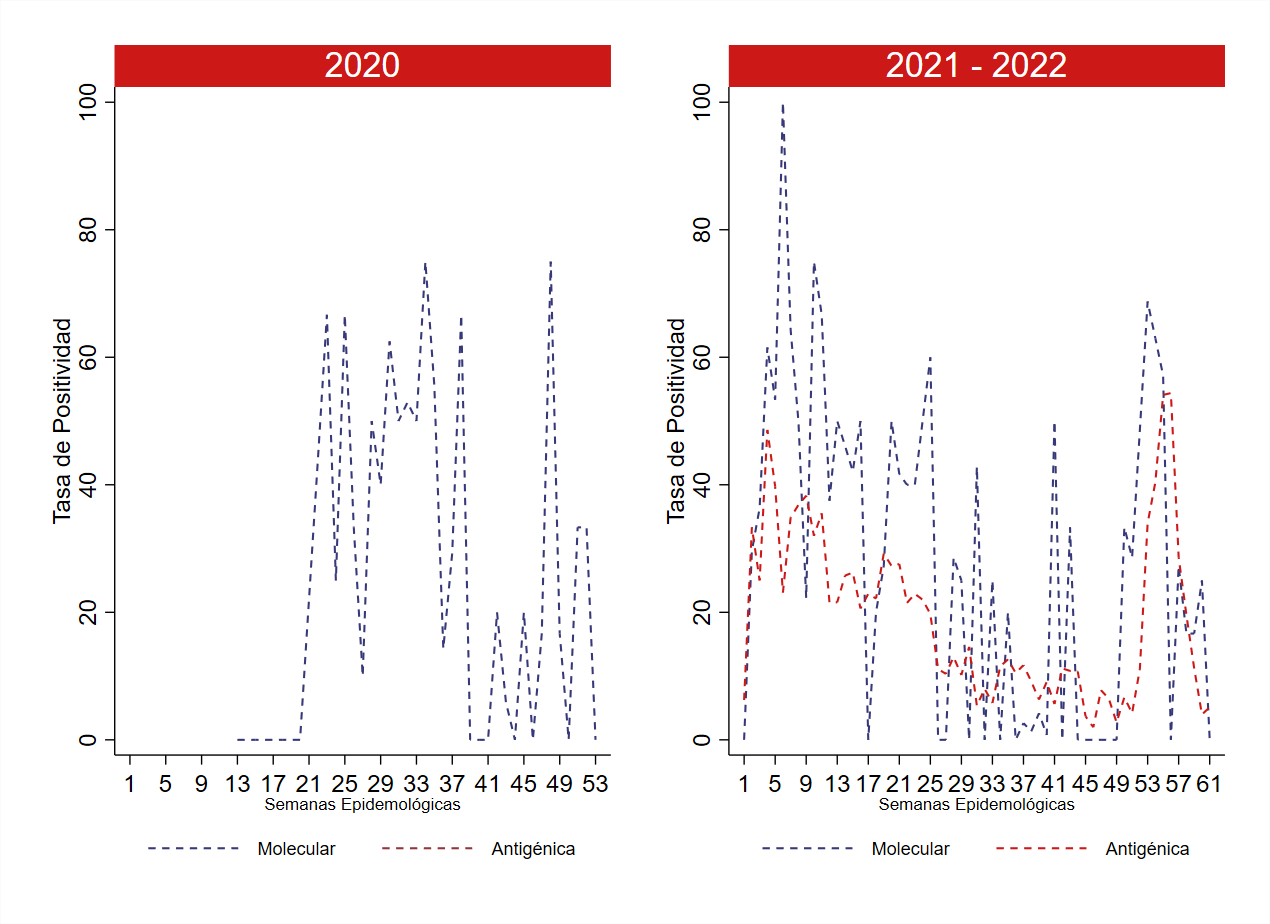 2020
100
80
60
40
20
0
Tasa de Positividad
1 5 9 13 17 21 25 29 33 37 41 45 49 53
Semanas Epidemológicas
Molecular Antigénica
2021 - 2022
100
80
60
40
20
0
Tasa de Positividad
1 5 9 13 17 21 25 29 33 37 41 45 49 53 57 61
Semanas Epidemológicas
Molecular Antigénica